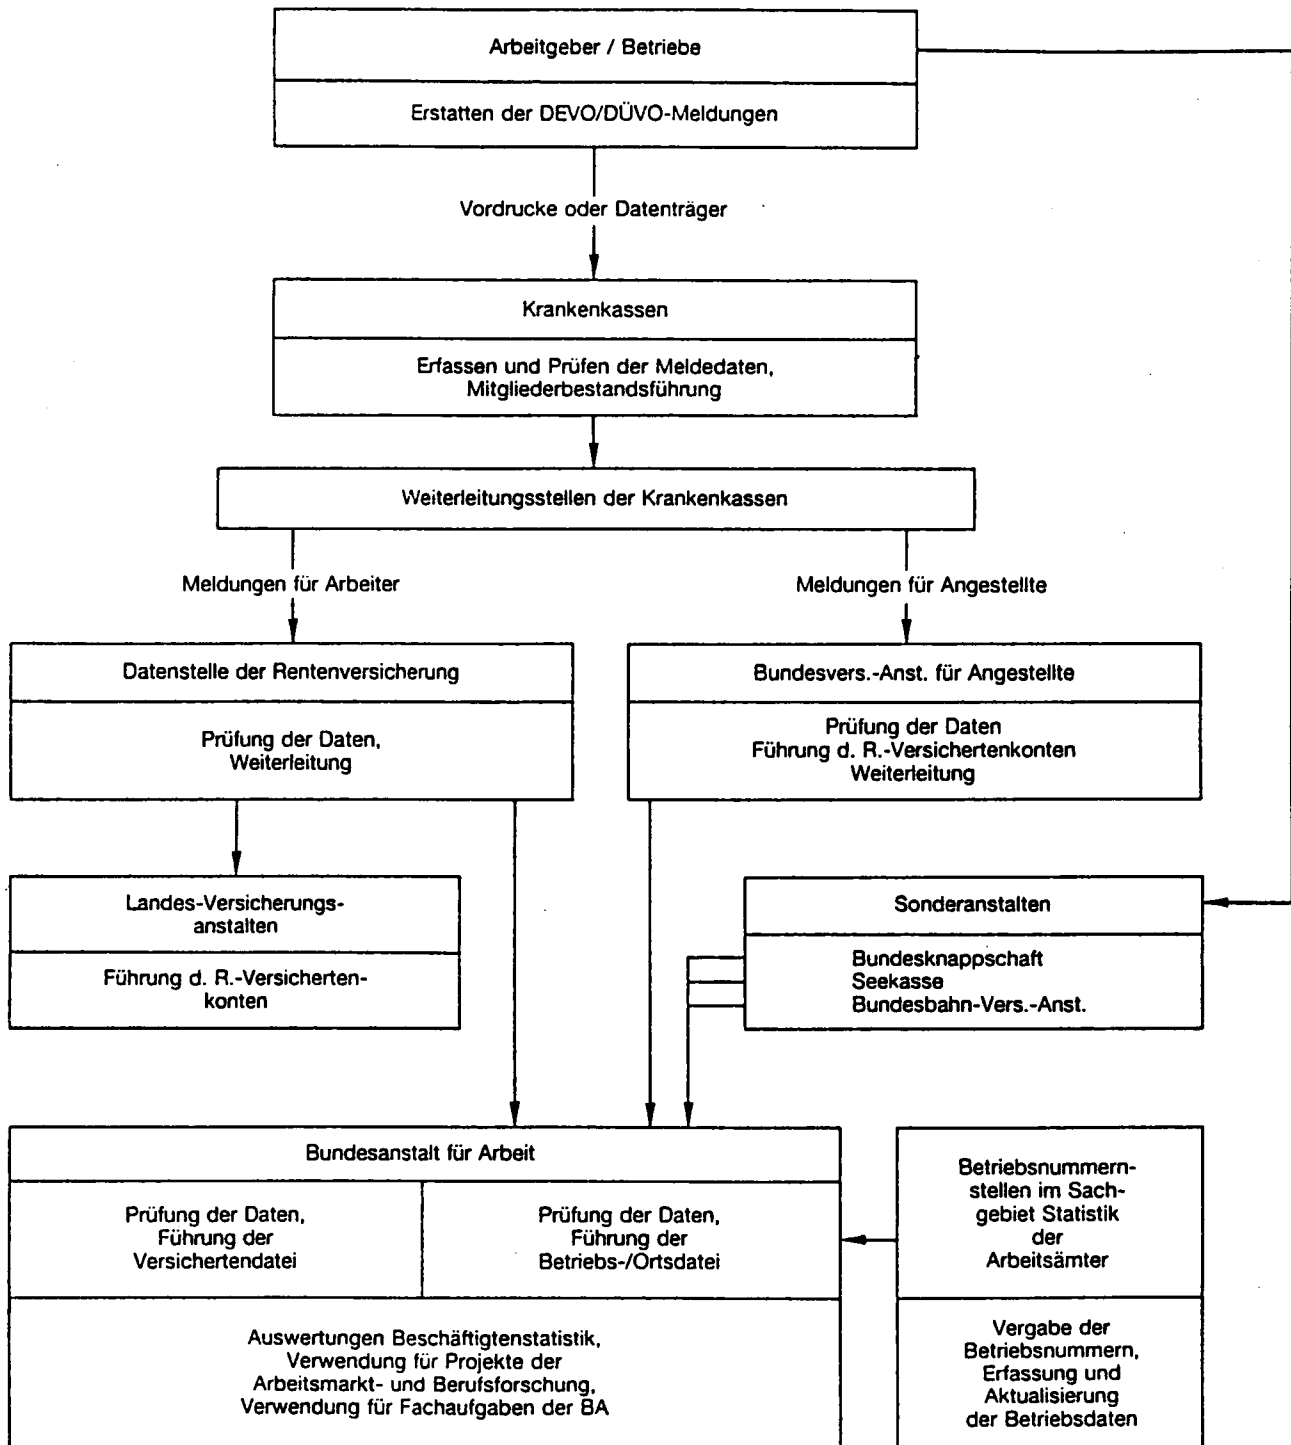 Arbeitgeber / Betriebe
Erstatten der DEVO/DÜVO-Meldungen
Vordrucke oder Datenträger
Krankenkassen
Erfassen und Prüfen der Meldedaten,
Mitgliederbestandsführung
Weiterleitungsstellen der Krankenkassen
Meldungen für Arbeiter
Meldungen für Angestellte
Datenstelle der Rentenversicherung
Prüfung der Daten,
Weiterleitung
Bundesvers.-Anst. für Angestellte
Prüfung der Daten
Führung d. R.-Versichertenkonten
Weiterleitung
Landes-Versicherungs-
anstalten
Führung d. R.-Versicherten-
konten
Sonderanstalten
Bundesknappschaft
Seekasse
Bundesbahn-Vers.-Anst.
Bundesanstalt für Arbeit
Prüfung der Daten,
Führung der
Versichertendatei
Prüfung der Daten,
Führung der
Betriebs-/Ortsdatei
Auswertungen Beschäftigtenstatistik,
Verwendung für Projekte der
Arbeitsmarkt- und Berufsforschung,
Verwendung für Fachaufgaben der BA
Betriebsnummern-
stellen im Sach-
gebiet Statistik
der
Arbeitsämter
Vergabe der
Betriebsnummern,
Erfassung und
Aktualisierung
der Betriebsdaten